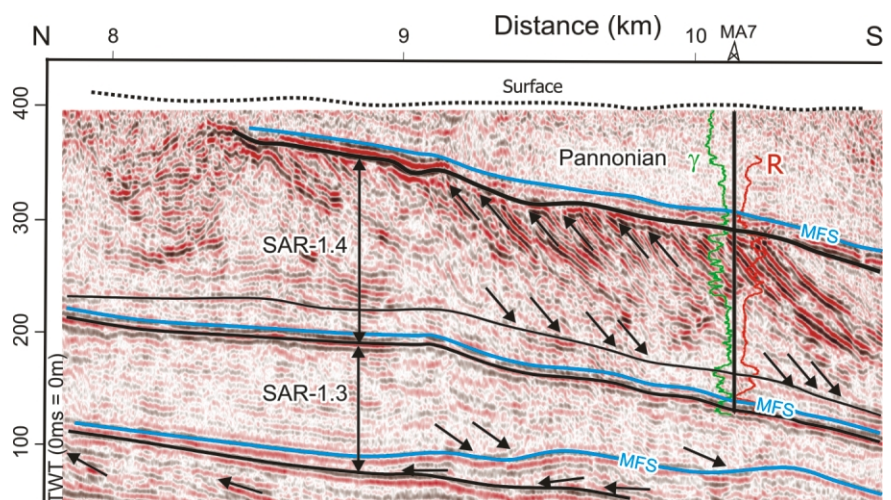 N
Distance (km)
S
8
9
10
MA7
Surface
400
300
200
100
TWT (0ms = 0m)
Pannonian
γ
R
MFS
SAR-1.4
SAR-1.3
MFS
MFS